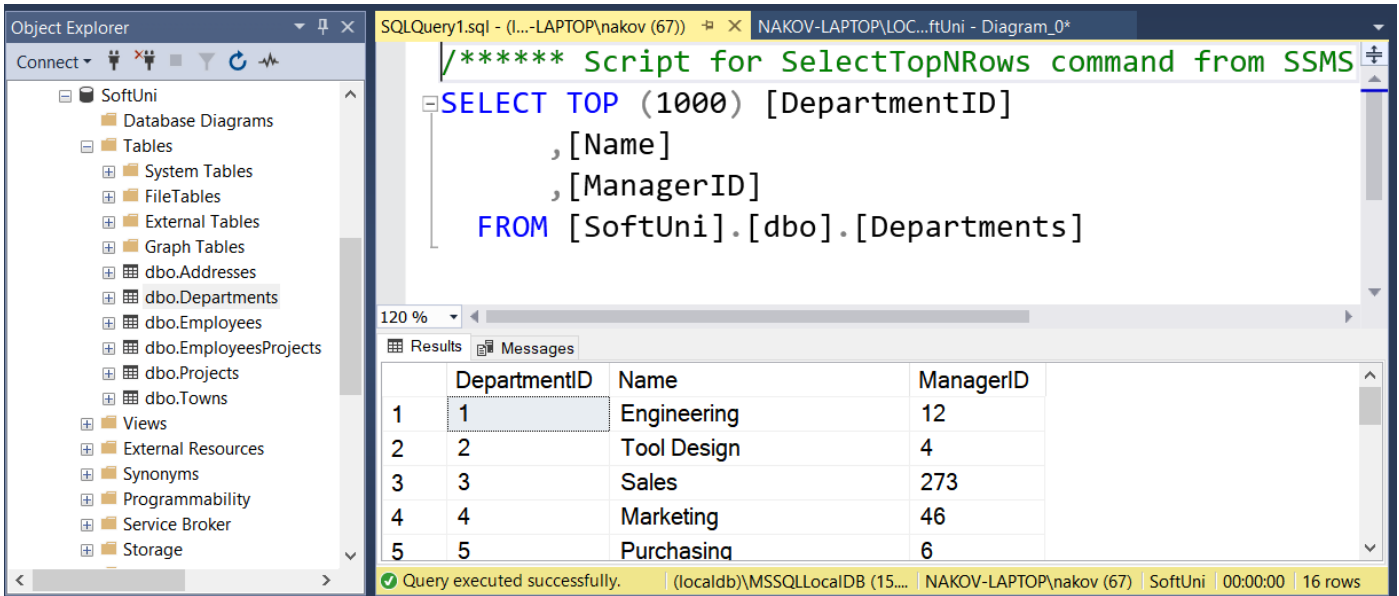 Object Explorer
Connect
SoftUni
Database Diagrams
Tables
System Tables
FileTables
External Tables
Graph Tables
dbo.Addresses
dbo.Departments
dbo.Employees
dbo.EmployeesProjects
dbo.Projects
dbo.Towns
Views
External Resources
Synonyms
Programmability
Service Broker
Storage
SQLQuery1.sql - (l...-LAPTOP\nakov (67)) NAKOV-LAPTOP\LOC...ftUni - Diagram_0*
/****** Script for SelectTopNRows command from SSMS
SELECT TOP (1000) [DepartmentID]
,[Name]
,[ManagerID]
FROM [SoftUni].[dbo].[Departments]
120 %
Results Messages
DepartmentID Name ManagerID
1 1 Engineering 12
2 2 Tool Design 4
3 3 Sales 273
4 4 Marketing 46
5 5 Purchasing 6
Query executed successfully. (localdb)\MSSQLLocalDB (15.... NAKOV-LAPTOP\nakov (67) SoftUni 00:00:00 16 rows